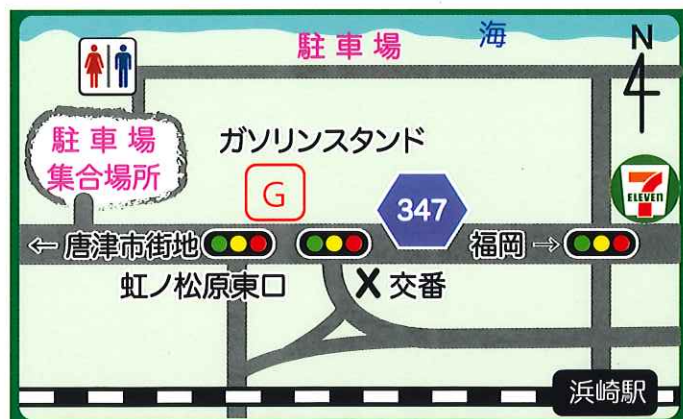 海
N
駐車場
駐車場
集合場所
ガソリンスタンド
G
347
7
ELEVEN
← 唐津市街地
福岡 →
虹ノ松原東口
X 交番
浜崎駅